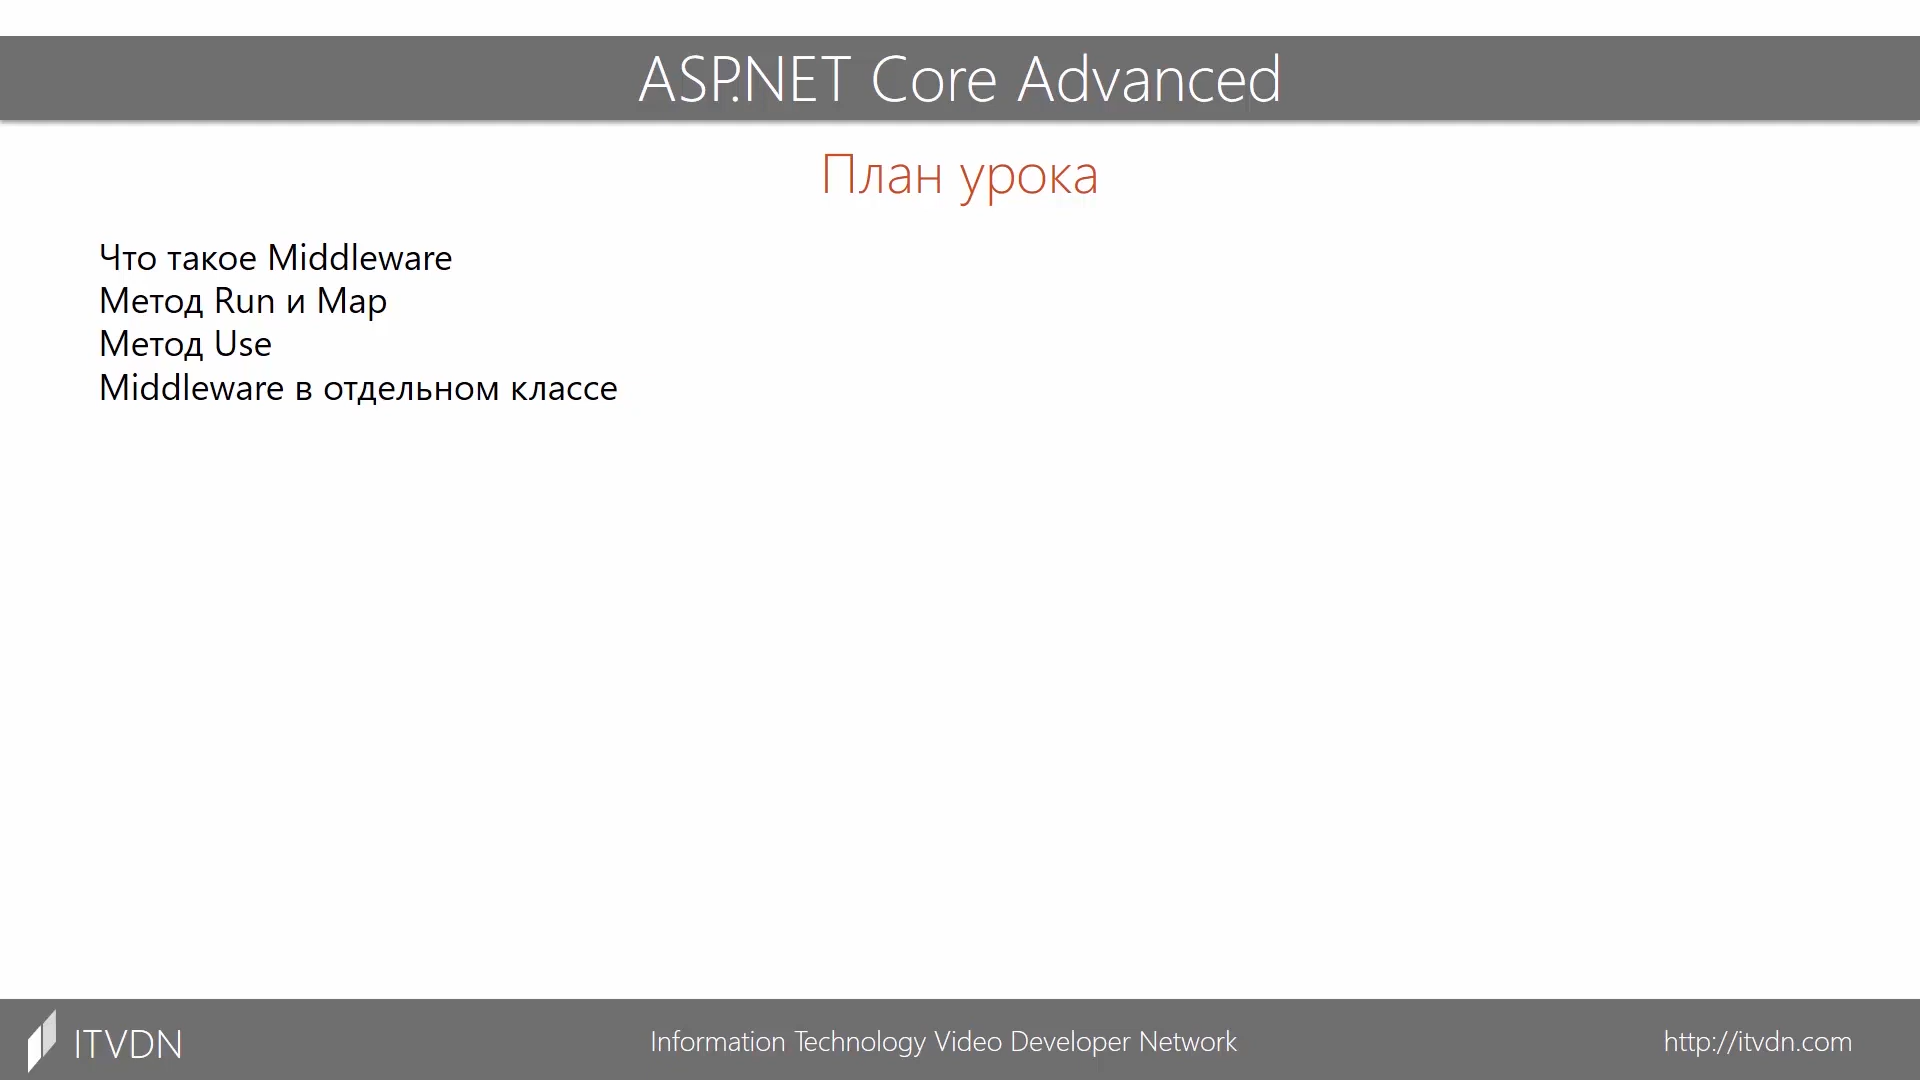 ASP.NET Core Advanced
План урока
Что такое Middleware
Метод Run и Map
Метод Use
Middleware в отдельном классе
ITVDN
Information Technology Video Developer Network
http://itvdn.com